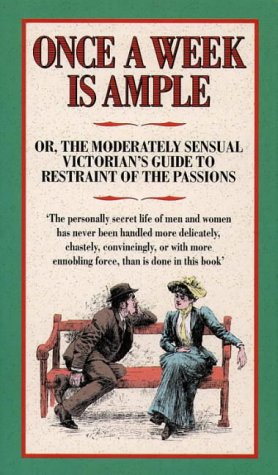 ONCE A WEEK
IS AMPLE
OR, THE MODERATELY SENSUAL
VICTORIAN'S GUIDE TO
RESTRAINT OF THE PASSIONS
'The personally secret life of men and women
has never been handled more delicately,
chastely, convincingly, or with more
ennobling force, than is done in this book'